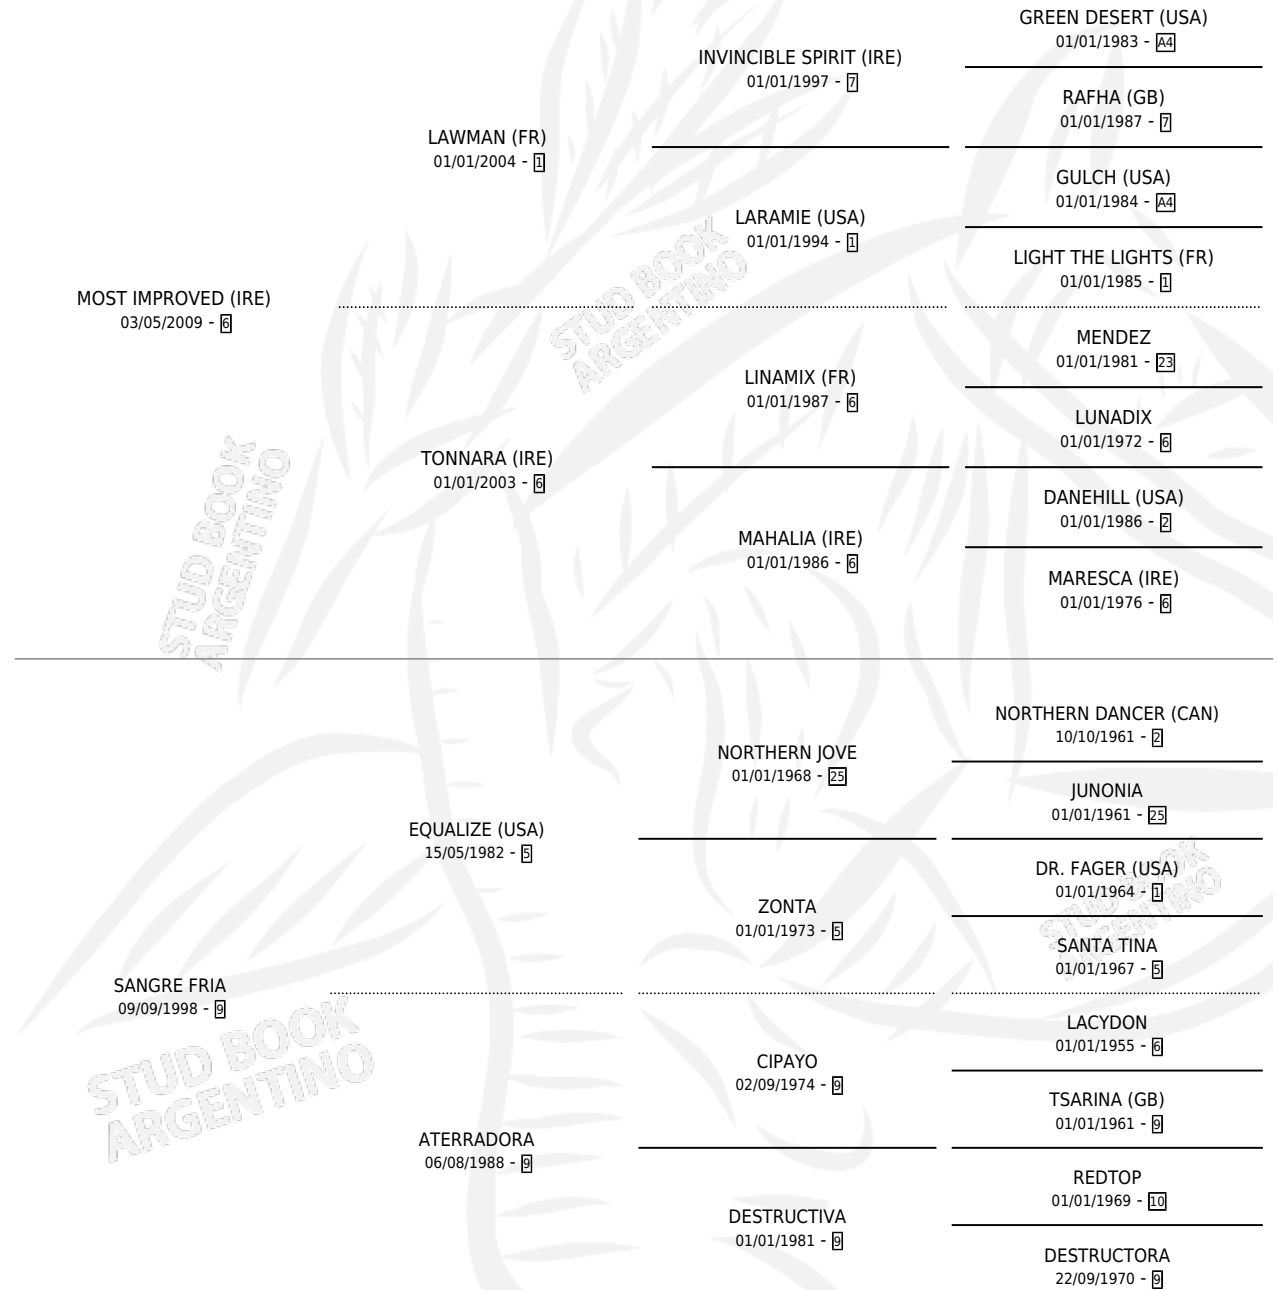 GREEN DESERT (USA)
01/01/1983 - A4
INVINCIBLE SPIRIT (IRE)
01/01/1997 - 7
RAFHA (GB)
01/01/1987 - 7
LAWMAN (FR)
01/01/2004 - 1
GULCH (USA)
01/01/1984 - A4
LARAMIE (USA)
01/01/1994 - 1
LIGHT THE LIGHTS (FR)
01/01/1985 - 1
MOST IMPROVED (IRE)
03/05/2009 - 6
MENDEZ
01/01/1981 - 23
LINAMIX (FR)
01/01/1987 - 6
LUNADIX
01/01/1972 - 6
TONNARA (IRE)
01/01/2003 - 6
DANEHILL (USA)
01/01/1986 - 2
MAHALIA (IRE)
01/01/1986 - 6
MARESCA (IRE)
01/01/1976 - 6
NORTHERN DANCER (CAN)
10/10/1961 - 2
NORTHERN JOVE
01/01/1968 - 25
JUNONIA
01/01/1961 - 25
EQUALIZE (USA)
15/05/1982 - 5
DR. FAGER (USA)
01/01/1964 - 1
ZONTA
01/01/1973 - 5
SANTA TINA
01/01/1967 - 5
SANGRE FRIA
09/09/1998 - 9
LACYDON
01/01/1955 - 6
CIPAYO
02/09/1974 - 9
TSARINA (GB)
01/01/1961 - 9
ATERRADORA
06/08/1988 - 9
REDTOP
01/01/1969 - 10
DESTRUCTIVA
01/01/1981 - 9
DESTRUCTORA
22/09/1970 - 9
STUD BOOK
ARGENTINO
STUD BOOK
ARGENTINO
STUD BOOK
ARGENTINO
STUD BOOK
ARGENTINO